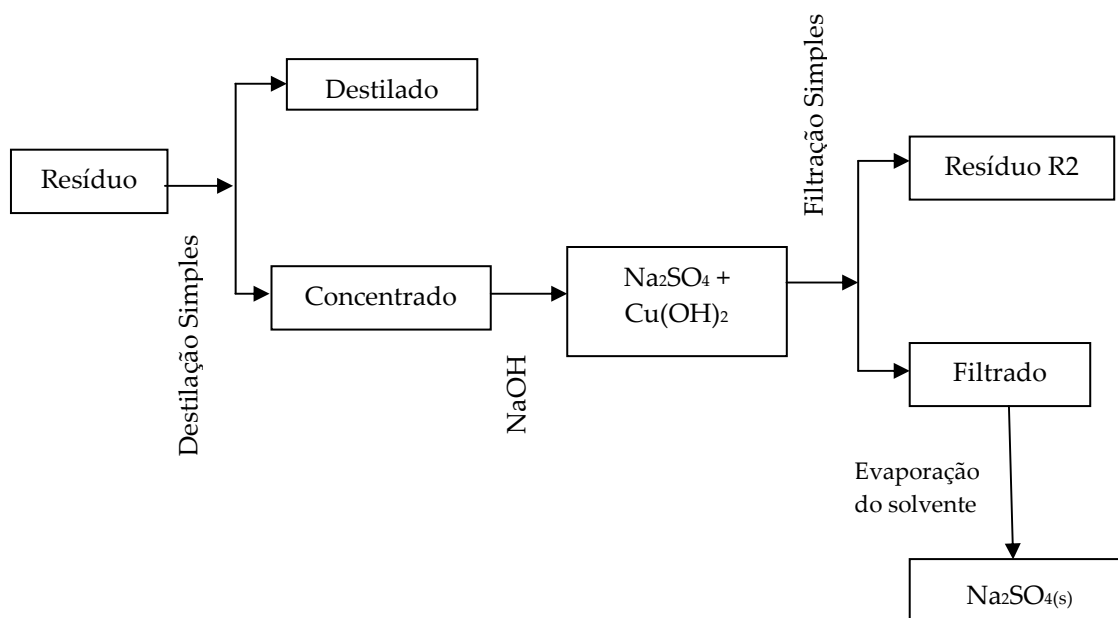 Destilado
Resíduo
Destilação Simples
Concentrado
NaOH
Na₂SO₄ +
Cu(OH)₂
Filtração Simples
Resíduo R2
Filtrado
Evaporação
do solvente
Na₂SO₄(s)